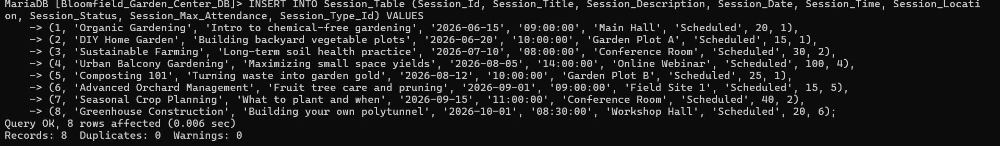 MariaDB [Bloomfield_Garden_Center_DB]> INSERT INTO Session_Table (Session_Id, Session_Title, Session_Description, Session_Date, Session_Time, Session_Locati
on, Session_Status, Session_Max_Attendance, Session_Type_Id) VALUES
    -> (1, 'Organic Gardening', 'Intro to chemical-free gardening', '2026-06-15', '09:00:00', 'Main Hall', 'Scheduled', 20, 1),
    -> (2, 'DIY Home Garden', 'Building backyard vegetable plots', '2026-06-20', '10:00:00', 'Garden Plot A', 'Scheduled', 15, 1),
    -> (3, 'Sustainable Farming', 'Long-term soil health practice', '2026-07-10', '08:00:00', 'Conference Room', 'Scheduled', 30, 2),
    -> (4, 'Urban Balcony Gardening', 'Maximizing small space yields', '2026-08-05', '14:00:00', 'Online Webinar', 'Scheduled', 100, 4),
    -> (5, 'Composting 101', 'Turning waste into garden gold', '2026-08-12', '10:00:00', 'Garden Plot B', 'Scheduled', 25, 1),
    -> (6, 'Advanced Orchard Management', 'Fruit tree care and pruning', '2026-09-01', '09:00:00', 'Field Site 1', 'Scheduled', 15, 5),
    -> (7, 'Seasonal Crop Planning', 'What to plant and when', '2026-09-15', '11:00:00', 'Conference Room', 'Scheduled', 40, 2),
    -> (8, 'Greenhouse Construction', 'Building your own polytunnel', '2026-10-01', '08:30:00', 'Workshop Hall', 'Scheduled', 20, 6);
Query OK, 8 rows affected (0.006 sec)
Records: 8  Duplicates: 0  Warnings: 0